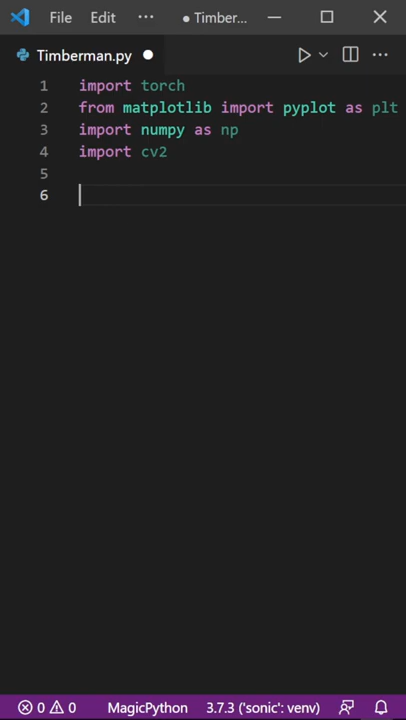 File Edit ··· ● Timber...
Timberman.py ●
1 import torch
2 from matplotlib import pyplot as plt
3 import numpy as np
4 import cv2
5
6
0 0 MagicPython 3.7.3 ('sonic': venv)